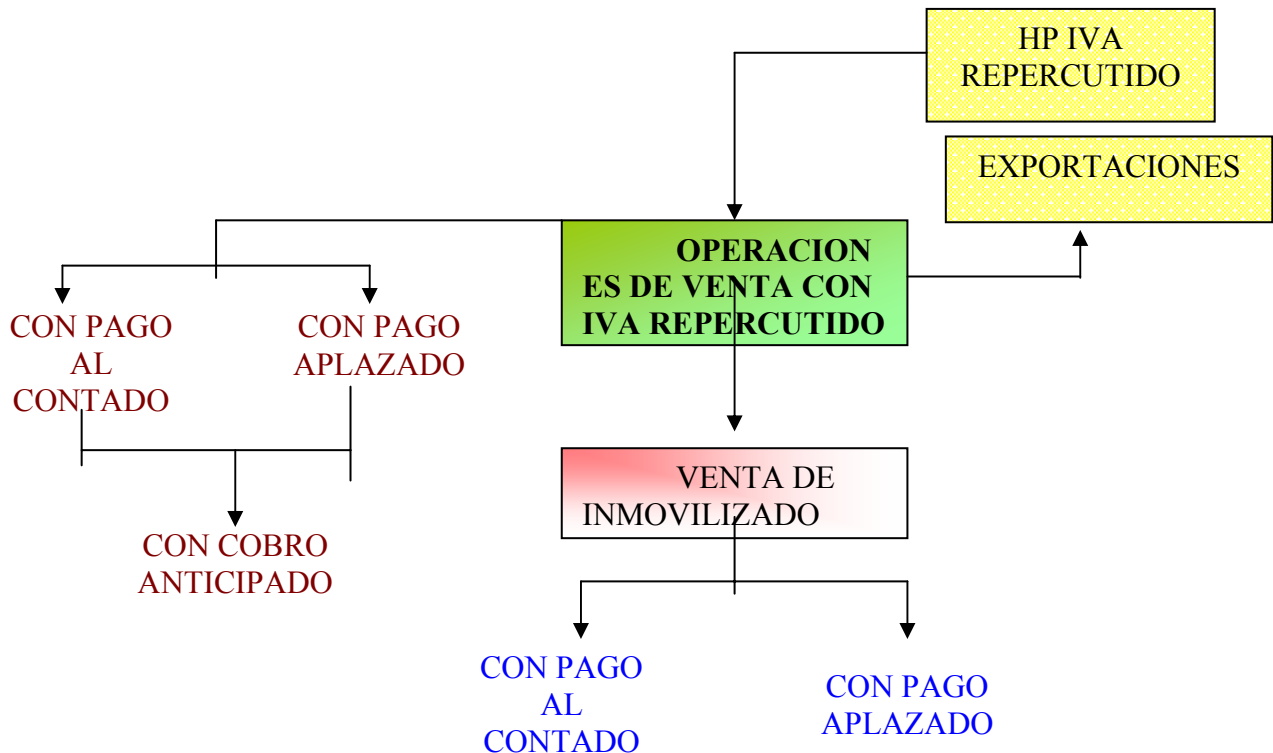 HP IVA
REPERCUTIDO
EXPORTACIONES
OPERACION
ES DE VENTA CON
IVA REPERCUTIDO
CON PAGO
AL
CONTADO
CON PAGO
APLAZADO
CON COBRO
ANTICIPADO
VENTA DE
INMOVILIZADO
CON PAGO
AL
CONTADO
CON PAGO
APLAZADO